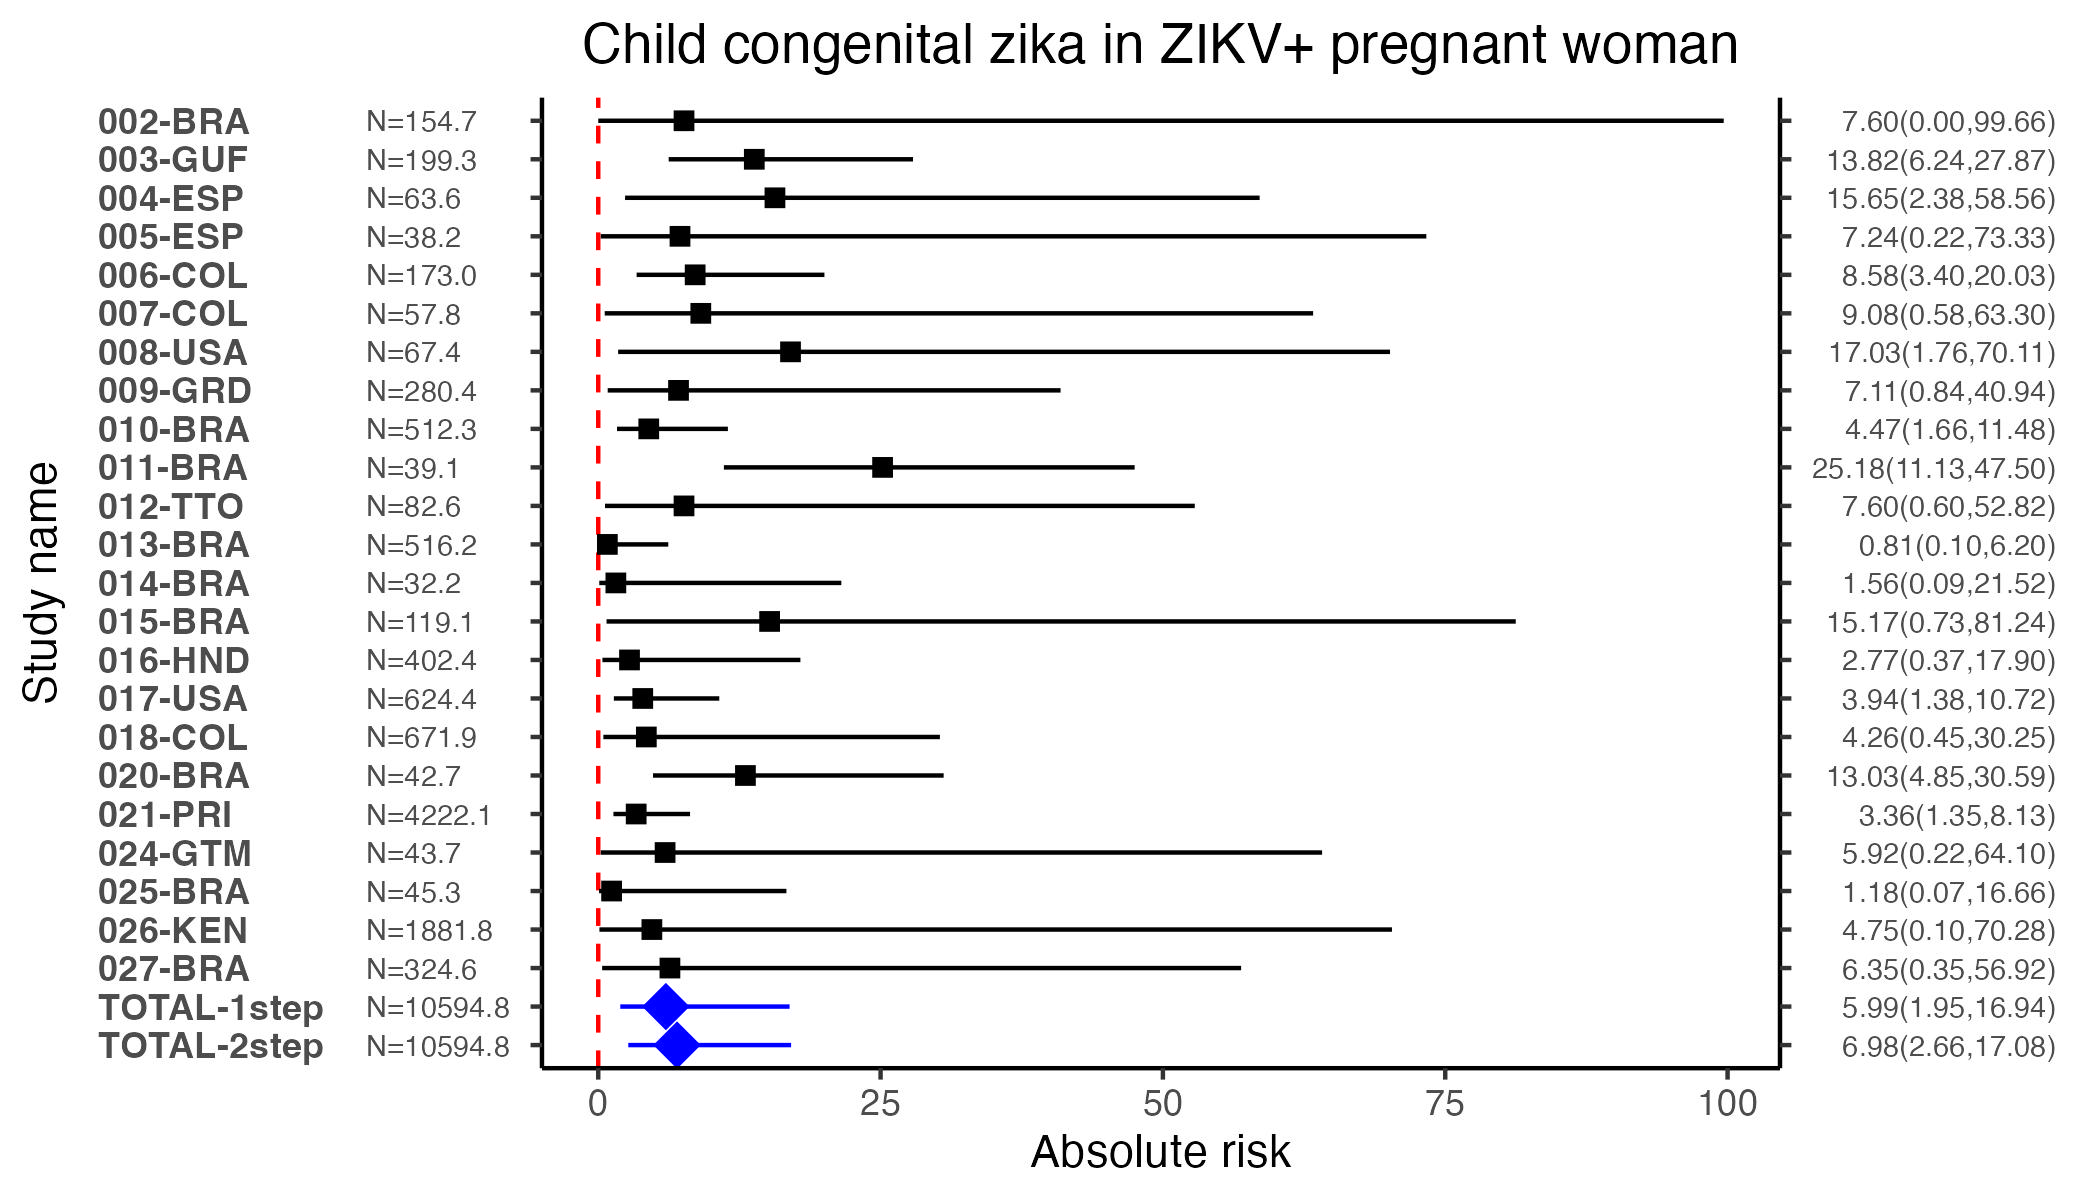 Child congenital zika in ZIKV+ pregnant woman
Study name
002-BRA N=154.7 7.60(0.00,99.66)
003-GUF N=199.3 13.82(6.24,27.87)
004-ESP N=63.6 15.65(2.38,58.56)
005-ESP N=38.2 7.24(0.22,73.33)
006-COL N=173.0 8.58(3.40,20.03)
007-COL N=57.8 9.08(0.58,63.30)
008-USA N=67.4 17.03(1.76,70.11)
009-GRD N=280.4 7.11(0.84,40.94)
010-BRA N=512.3 4.47(1.66,11.48)
011-BRA N=39.1 25.18(11.13,47.50)
012-TTO N=82.6 7.60(0.60,52.82)
013-BRA N=516.2 0.81(0.10,6.20)
014-BRA N=32.2 1.56(0.09,21.52)
015-BRA N=119.1 15.17(0.73,81.24)
016-HND N=402.4 2.77(0.37,17.90)
017-USA N=624.4 3.94(1.38,10.72)
018-COL N=671.9 4.26(0.45,30.25)
020-BRA N=42.7 13.03(4.85,30.59)
021-PRI N=4222.1 3.36(1.35,8.13)
024-GTM N=43.7 5.92(0.22,64.10)
025-BRA N=45.3 1.18(0.07,16.66)
026-KEN N=1881.8 4.75(0.10,70.28)
027-BRA N=324.6 6.35(0.35,56.92)
TOTAL-1step N=10594.8 5.99(1.95,16.94)
TOTAL-2step N=10594.8 6.98(2.66,17.08)
0 25 50 75 100
Absolute risk